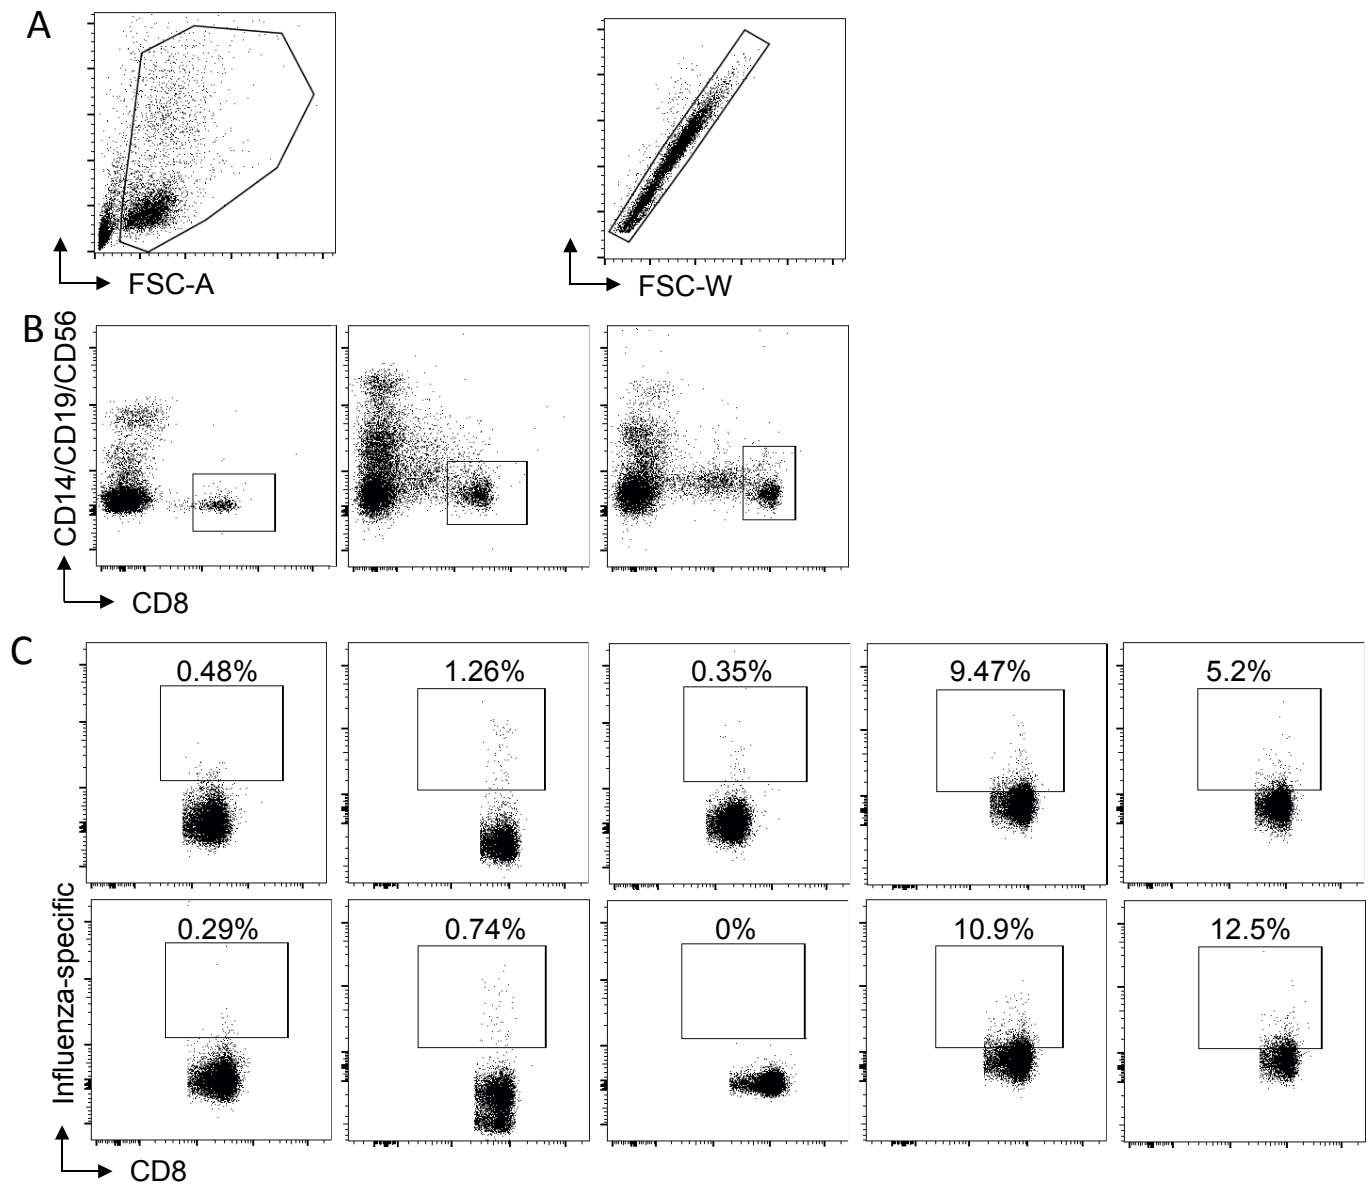 A
FSC-A
FSC-W
B
CD14/CD19/CD56
CD8
C
0.48%
1.26%
0.35%
9.47%
5.2%
0.29%
0.74%
0%
10.9%
12.5%
Influenza-specific
CD8